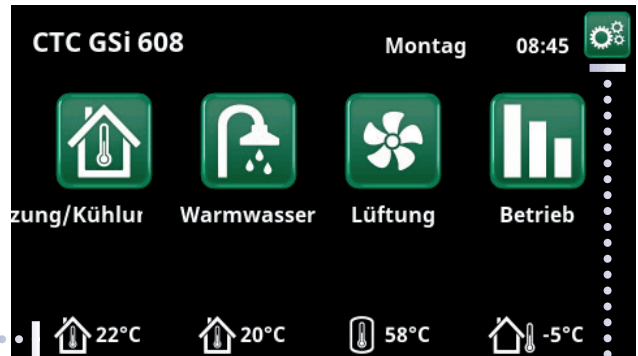 CTC GSi 608 Montag 08:45
zung/Kühlur Warmwasser Lüftung Betrieb
22°C 20°C 58°C -5°C